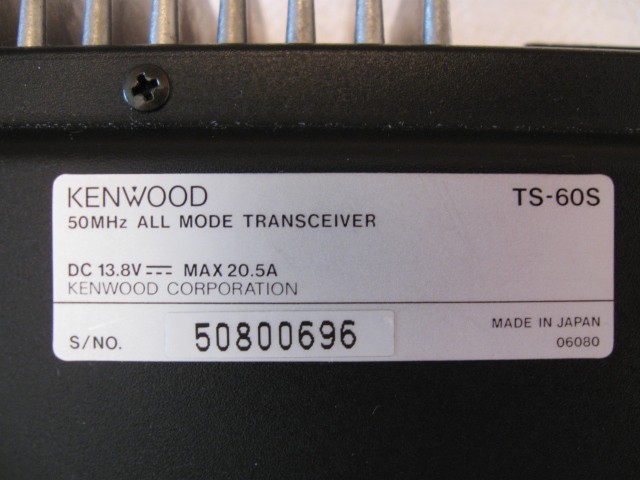 KENWOOD TS-60S
50MHz ALL MODE TRANSCEIVER
DC 13.8V⎓ MAX 20.5A
KENWOOD CORPORATION
S/NO. 50800696 MADE IN JAPAN
06080